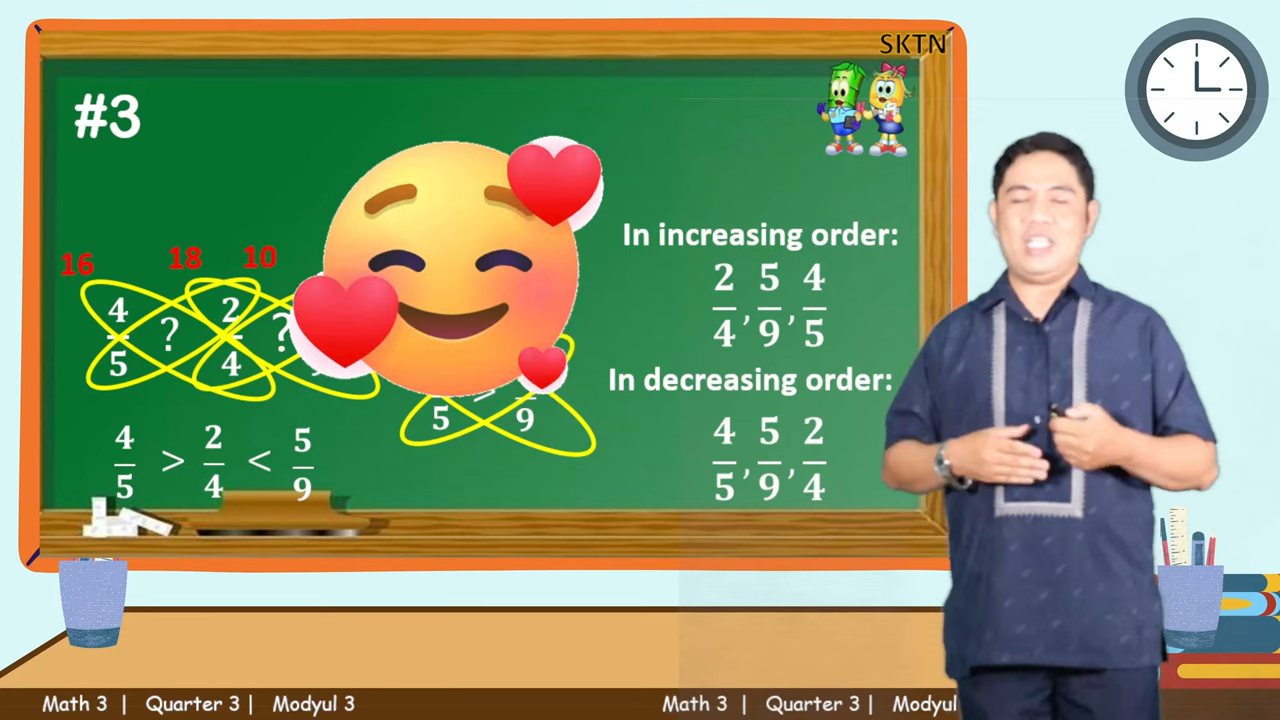 SKTN
#3
16 18 10
4/5 ? 2/4 ?
5 9
4/5 > 2/4 < 5/9
In increasing order:
2/4, 5/9, 4/5
In decreasing order:
4/5, 5/9, 2/4
Math 3 | Quarter 3 | Modyul 3
Math 3 | Quarter 3 | Modyul